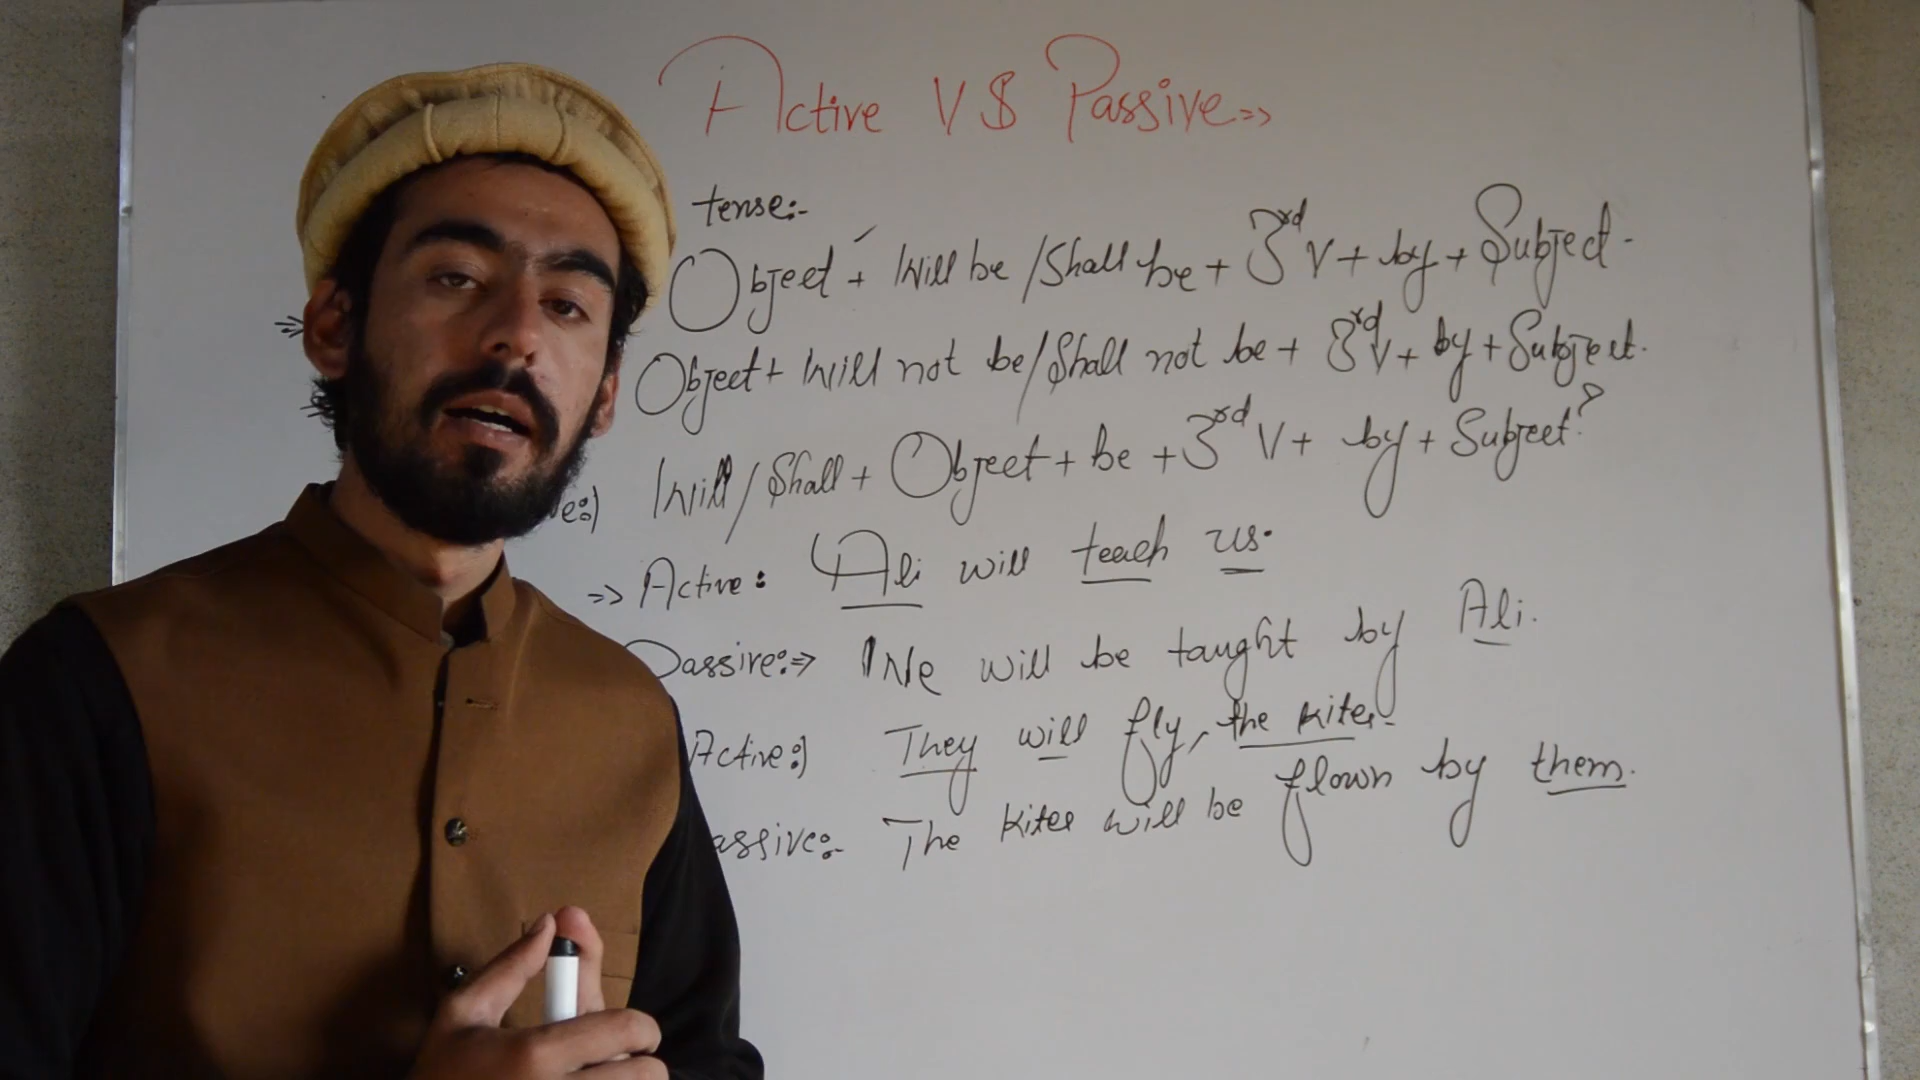 Active VS Passive=>
tense:-
Object + Will be /Shall be + 3rd V + by + Subject.
Object + Will not be/Shall not be + 3rd V + by + Subject.
Will/Shall + Object + be + 3rd V + by + Subject?
e:)
=> Active: Ali will teach us.
Passive:=> We will be taught by Ali.
Active:) They will fly, the kites.
assive:- The kites will be flown by them.